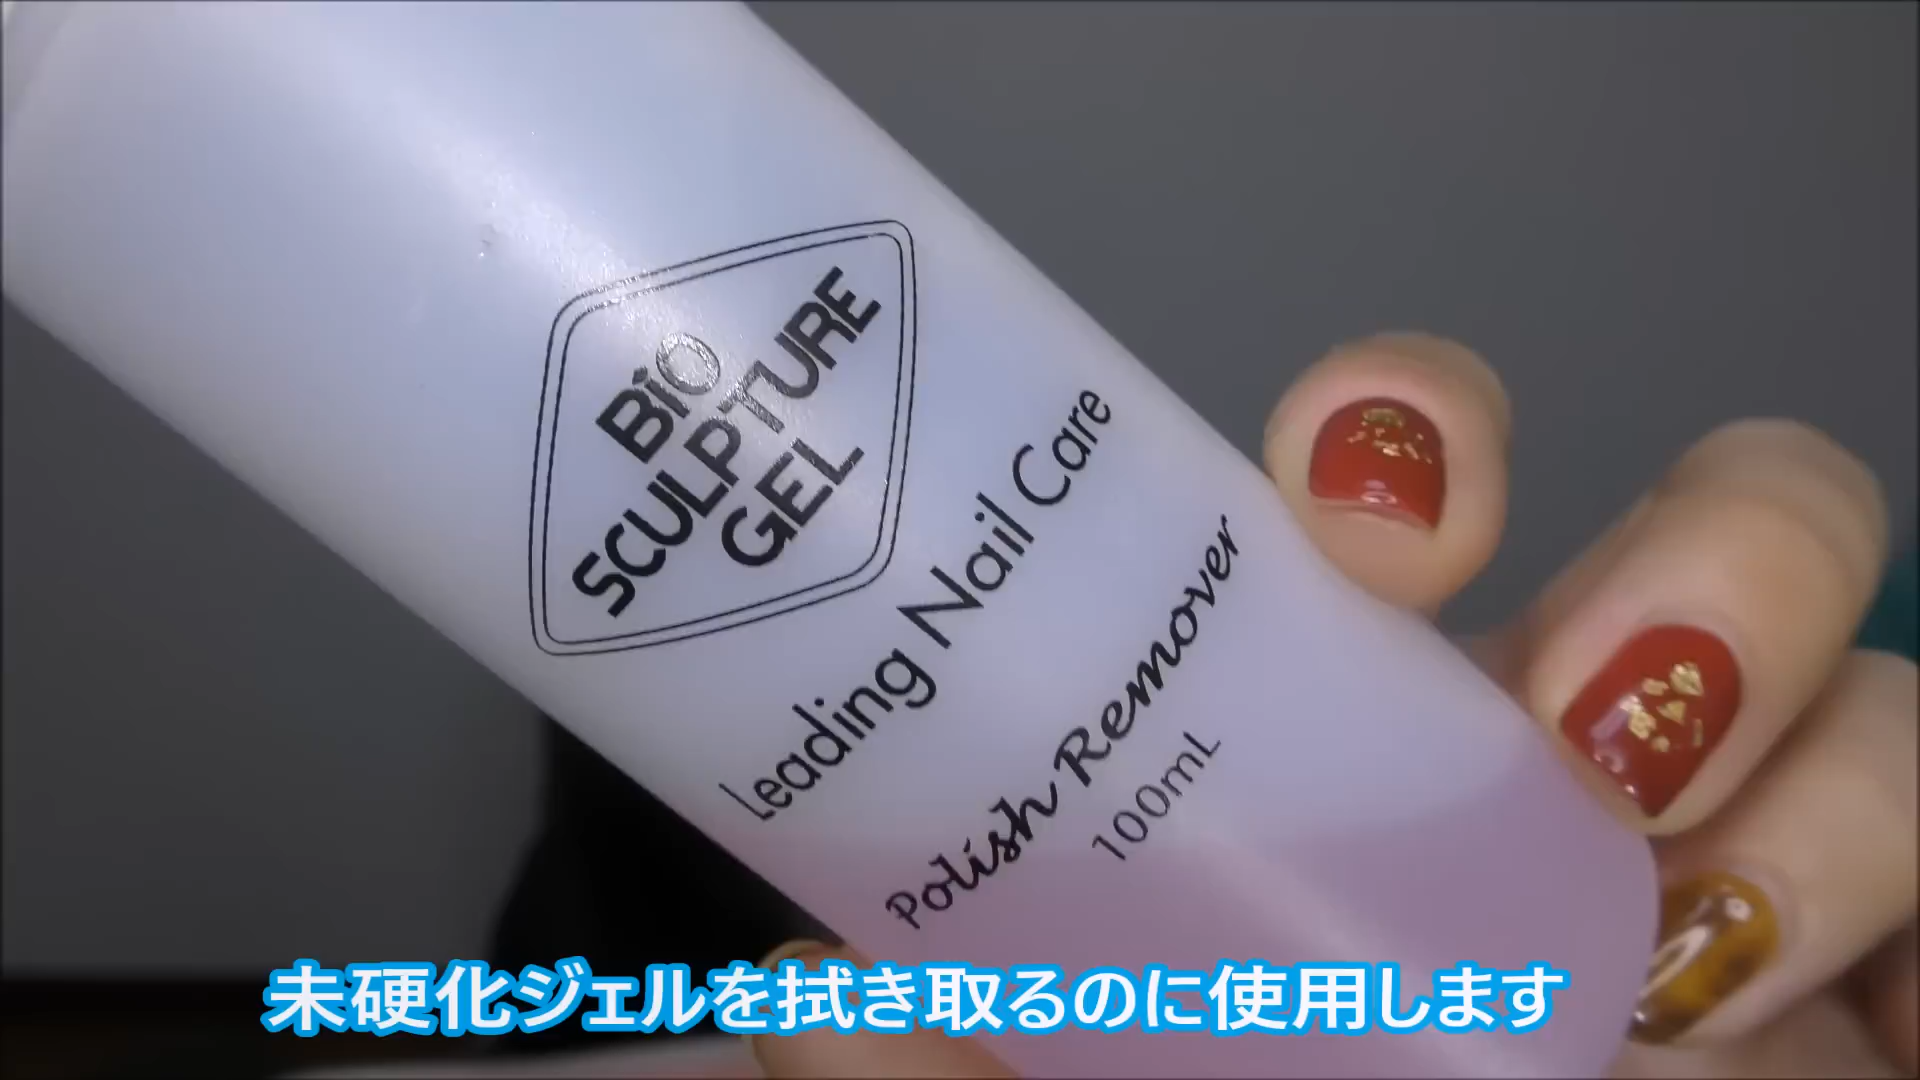 BiO
SCULPTURE
GEL
Leading Nail Care
Polish Remover
100mL
未硬化ジェルを拭き取るのに使用します